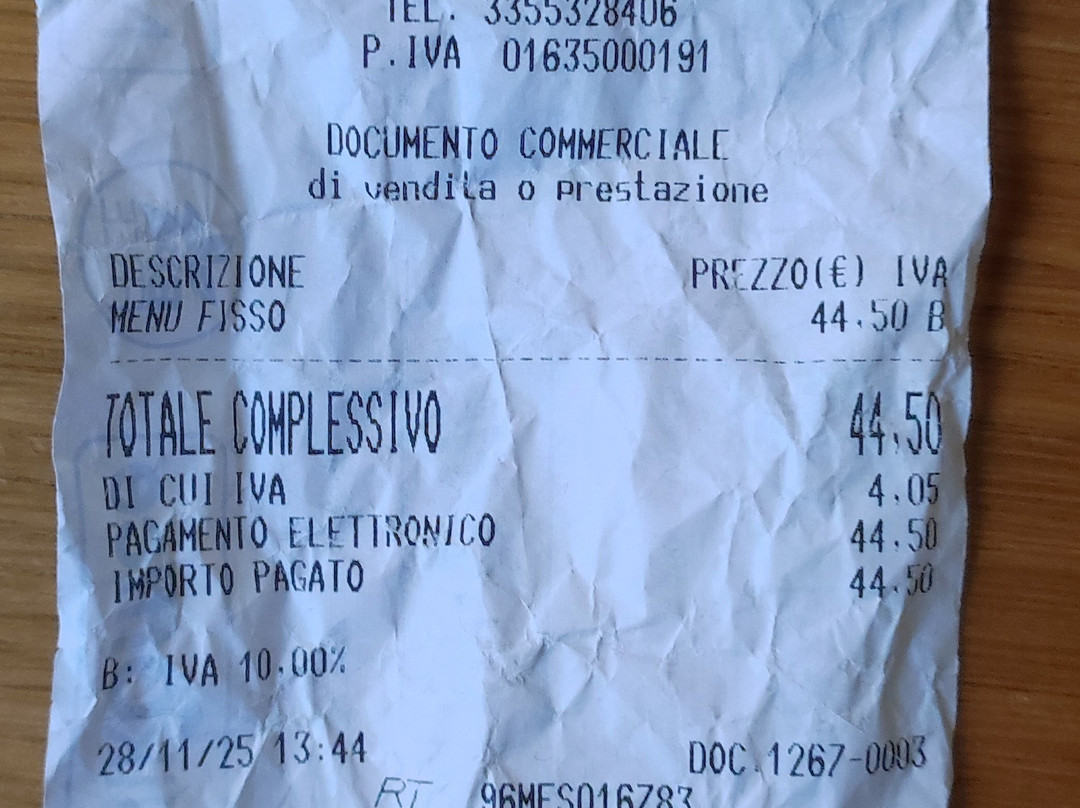 TEL. 3355328406
P.IVA 01635000191
DOCUMENTO COMMERCIALE
di vendita o prestazione
DESCRIZIONE PREZZO(€) IVA
MENU FISSO 44.50 B
TOTALE COMPLESSIVO 44.50
DI CUI IVA 4.05
PAGAMENTO ELETTRONICO 44.50
IMPORTO PAGATO 44.50
B: IVA 10.00%
28/11/25 13:44 DOC.1267-0003
RT 96MES016783